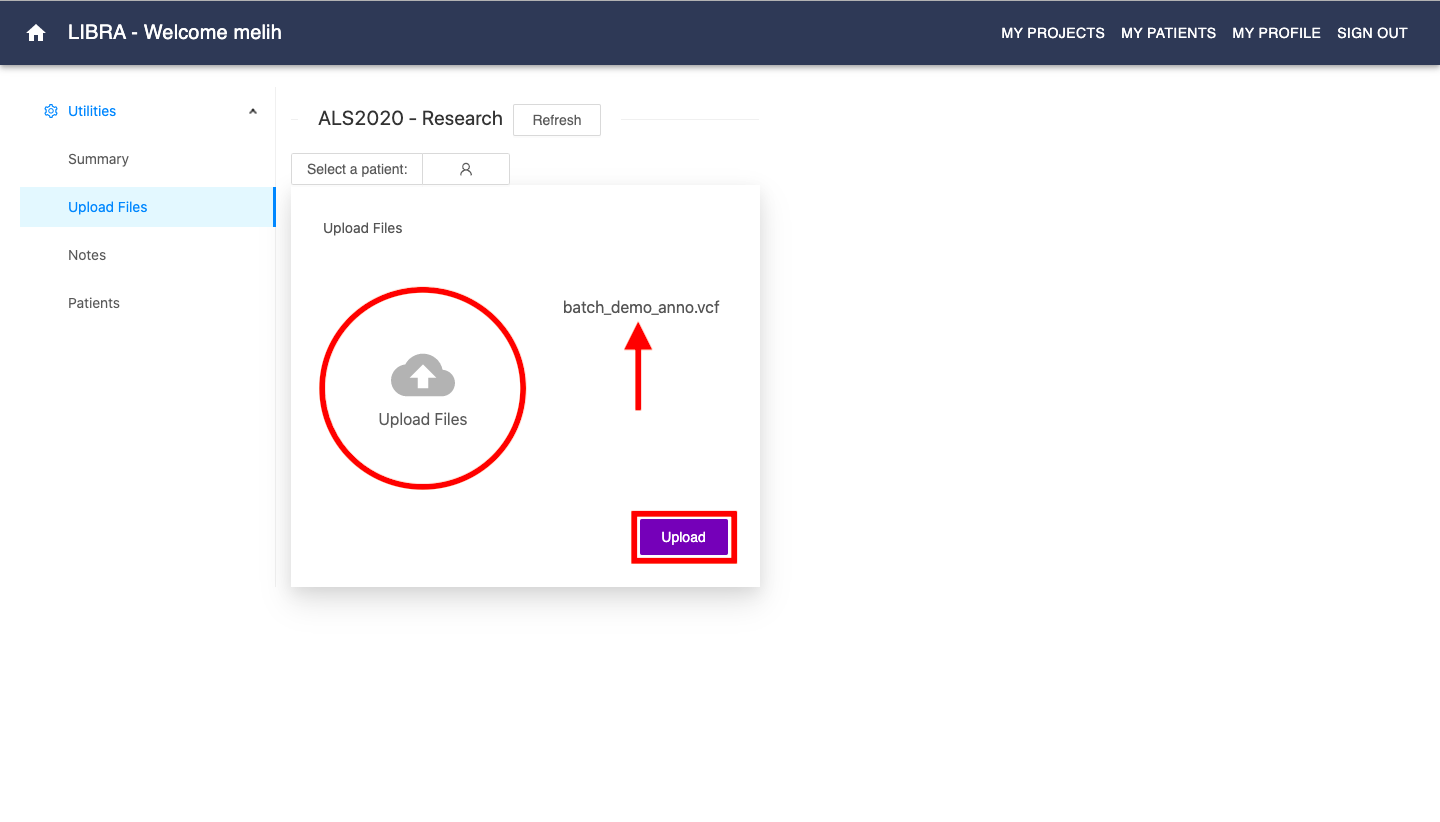 LIBRA - Welcome melih
MY PROJECTS MY PATIENTS MY PROFILE SIGN OUT
Utilities
Summary
Upload Files
Notes
Patients
ALS2020 - Research
Refresh
Select a patient:
Upload Files
batch_demo_anno.vcf
Upload Files
Upload